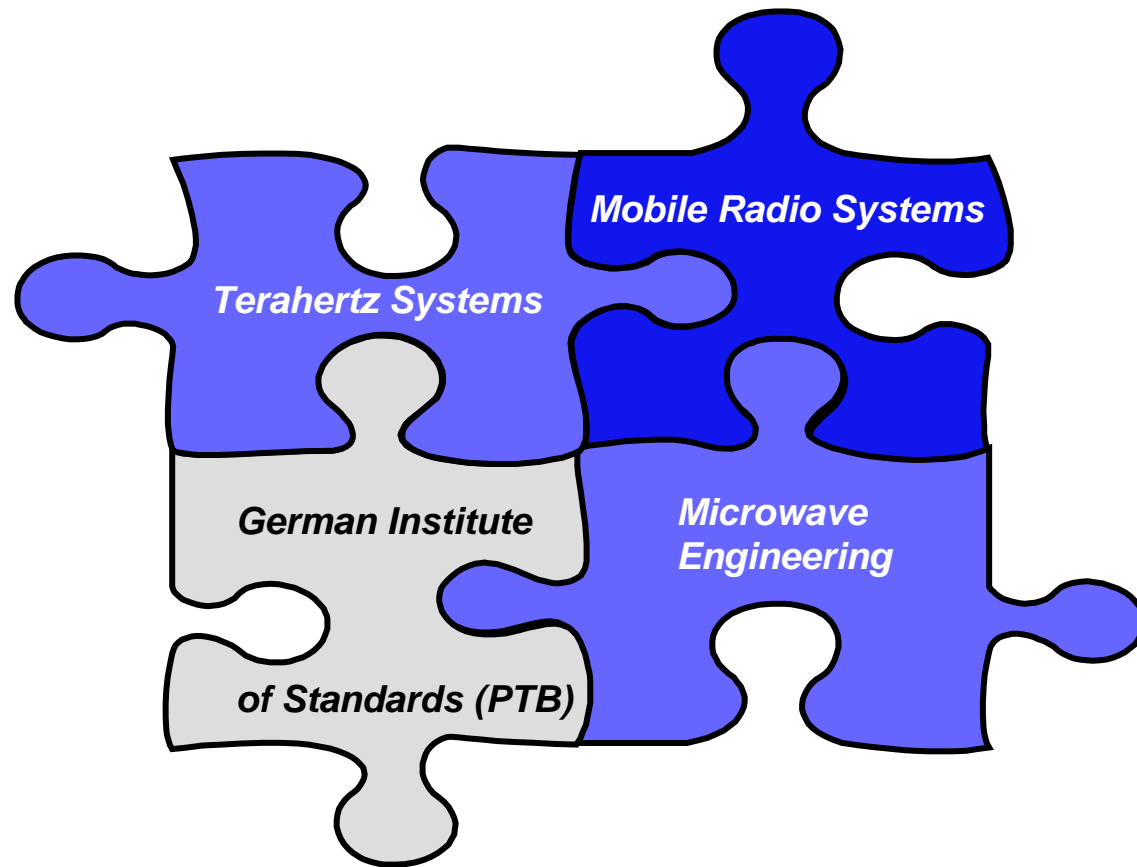 Mobile Radio Systems
Terahertz Systems
German Institute
of Standards (PTB)
Microwave
Engineering